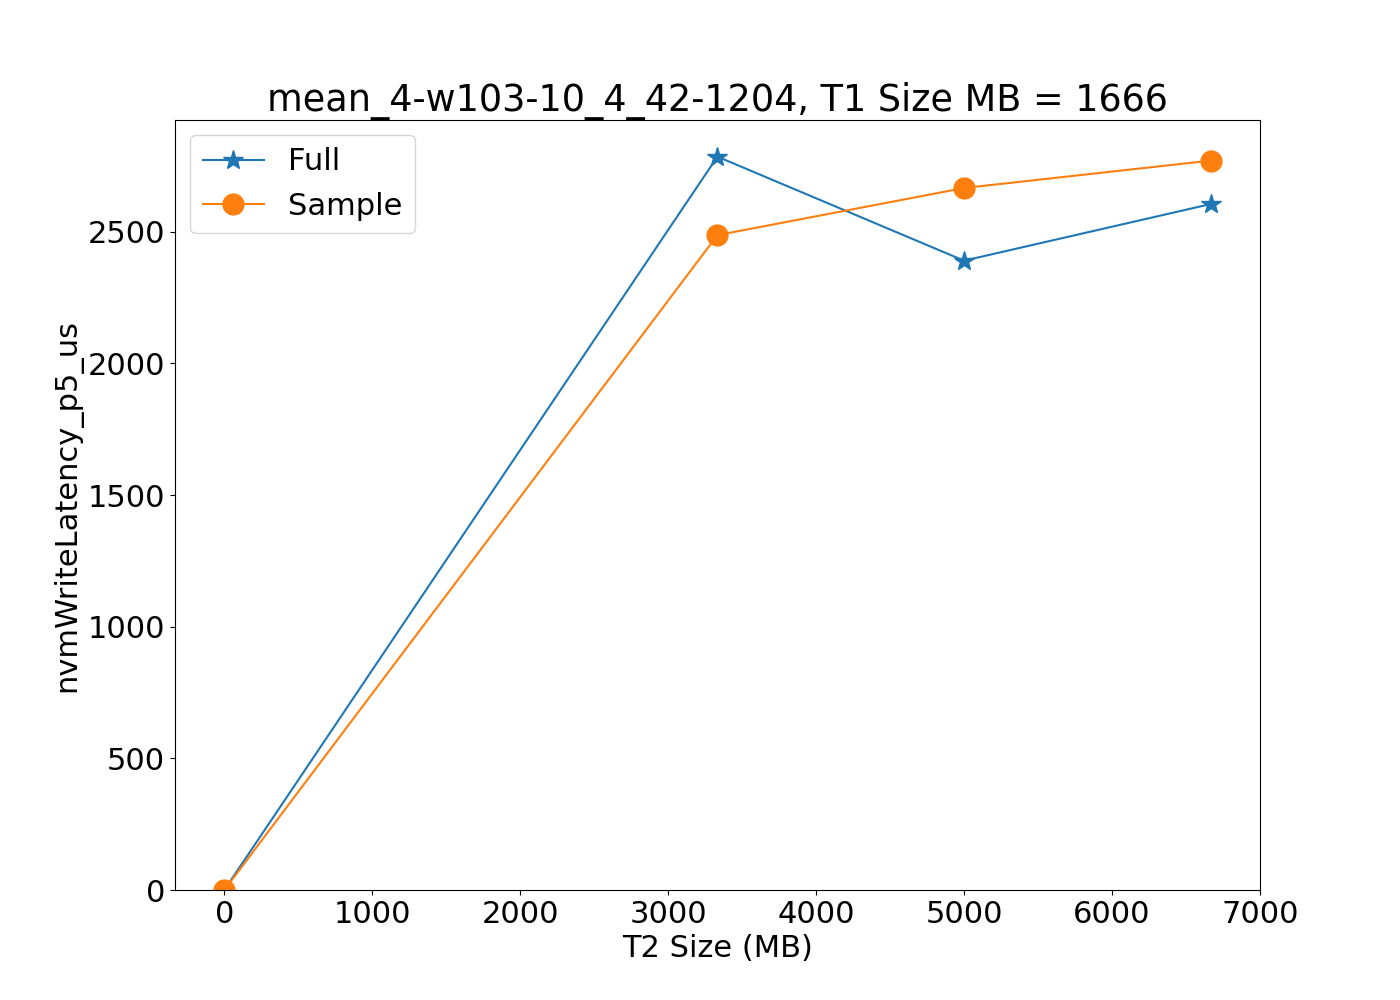 mean_4-w103-10_4_42-1204, T1 Size MB = 1666
Full
Sample
nvmWriteLatency_p5_us
2500
2000
1500
1000
500
0
0 1000 2000 3000 4000 5000 6000 7000
T2 Size (MB)